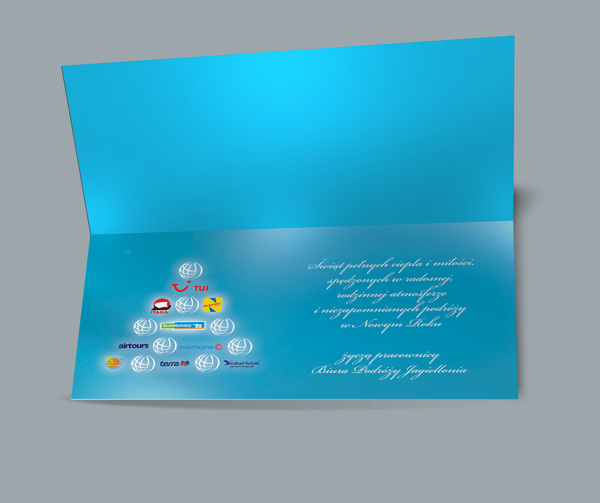 TUI
ITAKA
airtours
interhome
terra
Świąt pełnych ciepła i miłości,
spędzonych w radosnej,
rodzinnej atmosferze
i niezapomnianych podróży
w Nowym Roku
życzą pracownicy
Biura Podróży Jagiellonia